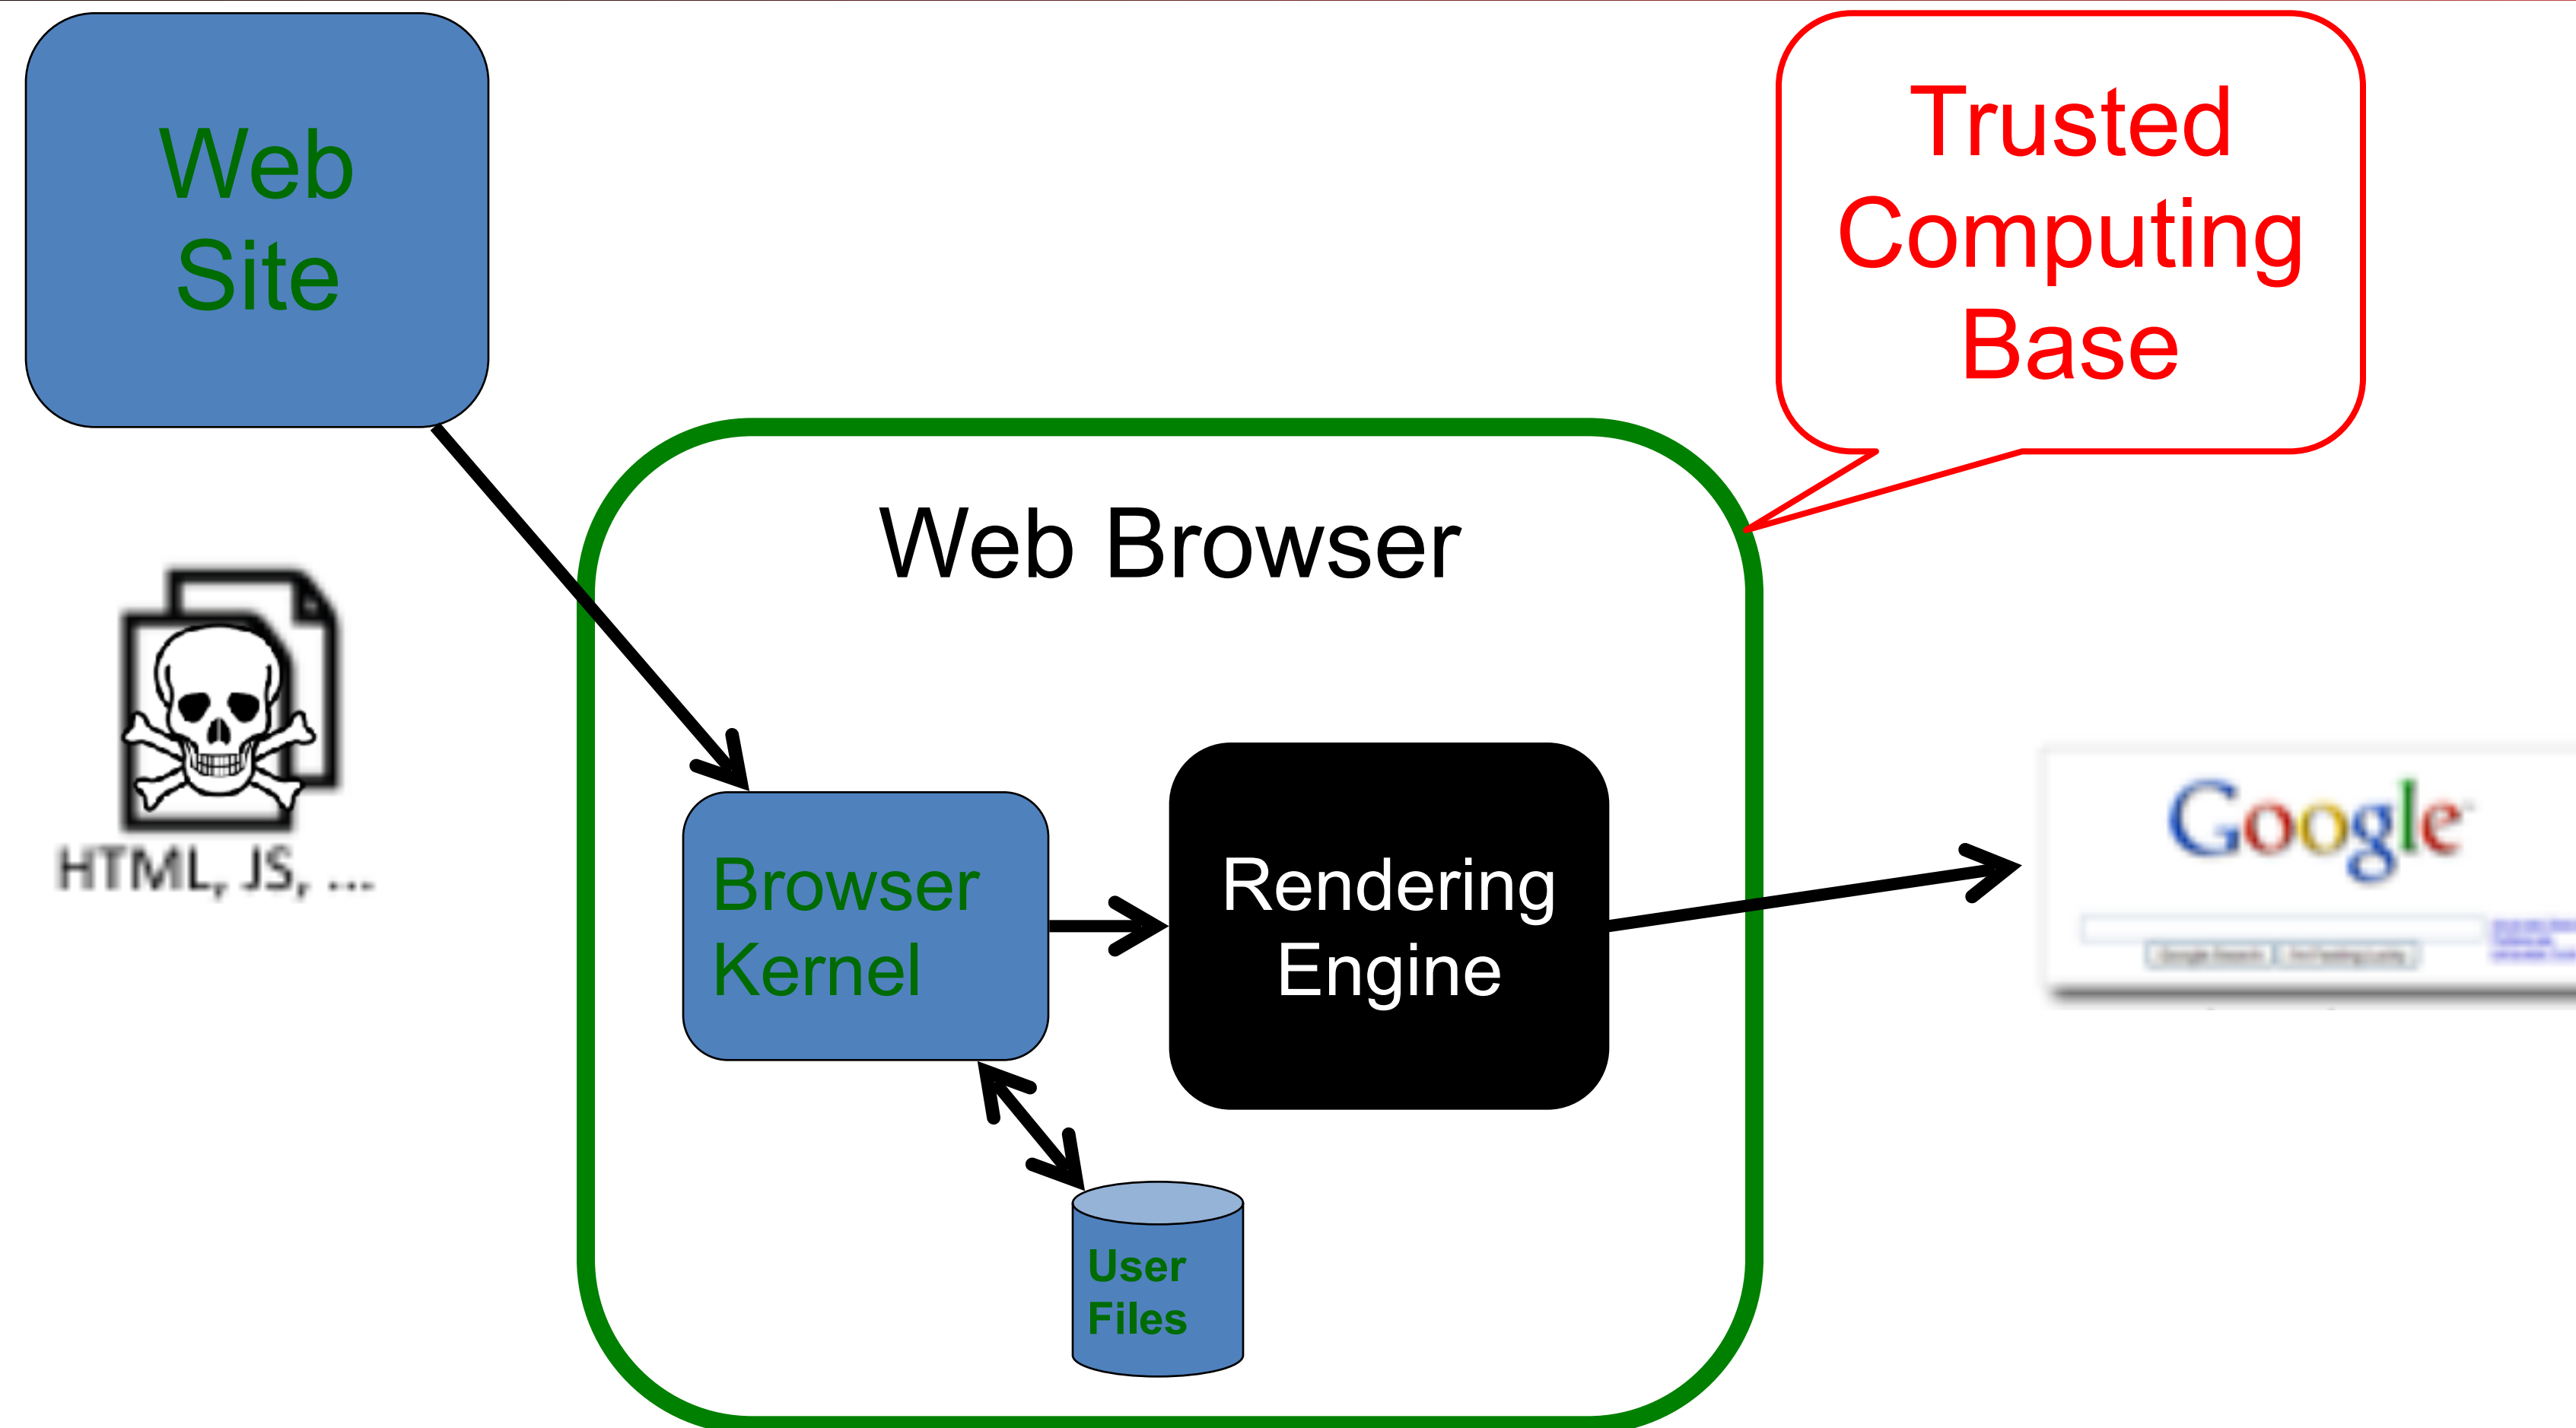 Web
Site
Trusted
Computing
Base
Web Browser
HTML, JS, ...
Browser
Kernel
Rendering
Engine
Google
User
Files